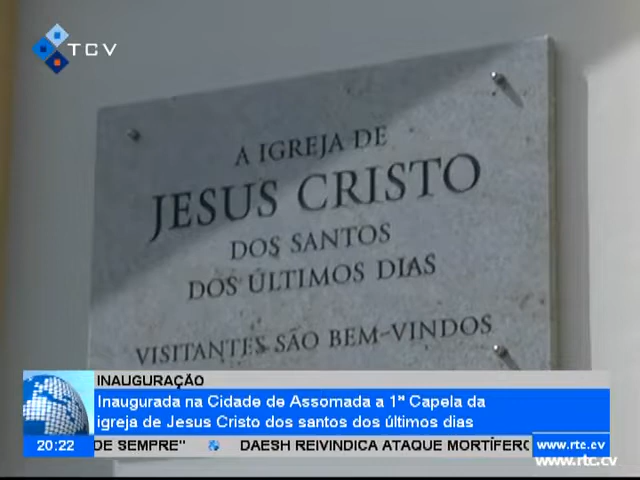 TCV
A IGREJA DE
JESUS CRISTO
DOS SANTOS
DOS ÚLTIMOS DIAS
VISITANTES SÃO BEM-VINDOS
INAUGURAÇÃO
Inaugurada na Cidade de Assomada a 1ª Capela da
igreja de Jesus Cristo dos santos dos últimos dias
20:22 DE SEMPRE" DAESH REIVINDICA ATAQUE MORTÍFERO www.rtc.cv
www.rtc.cv